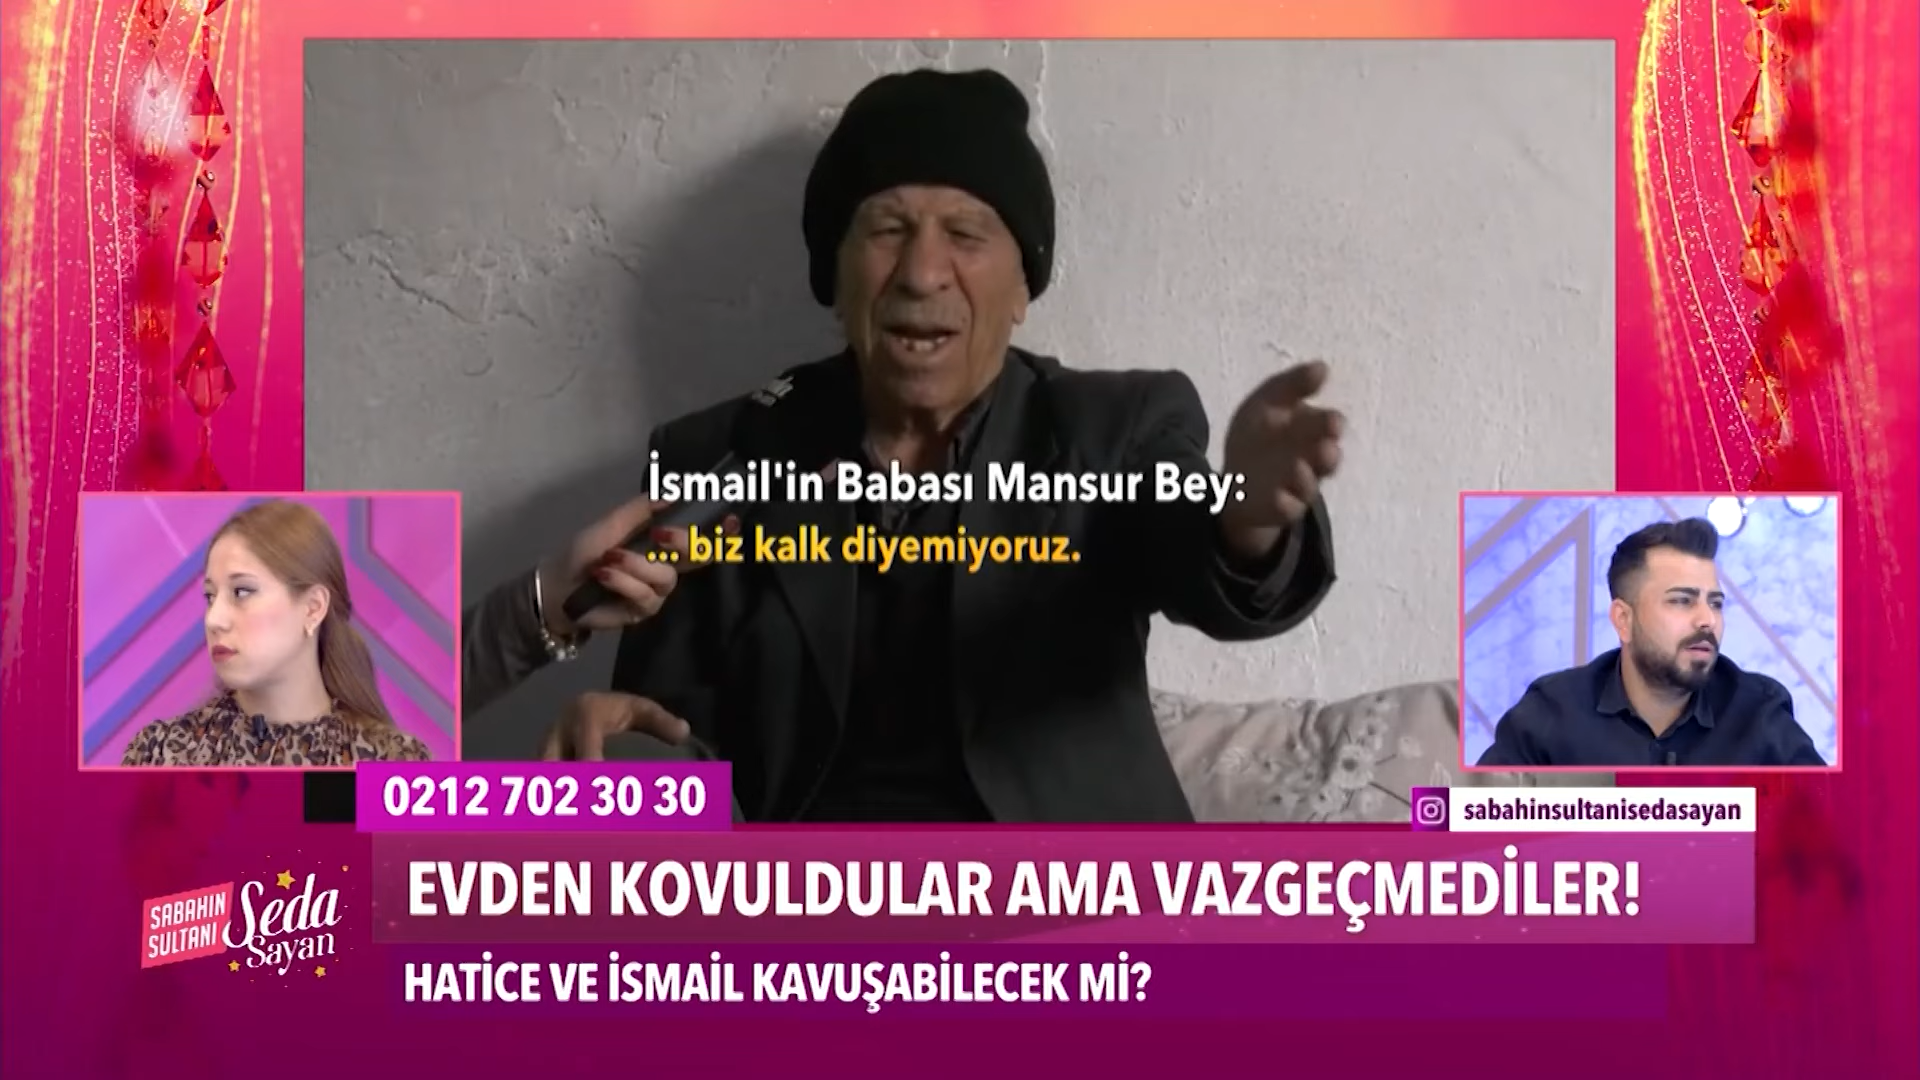 İsmail'in Babası Mansur Bey:
... biz kalk diyemiyoruz.
0212 702 30 30
sabahinsultanisedasayan
EVDEN KOVULDULAR AMA VAZGEÇMEDİLER!
SABAHIN
SULTANI
Seda
Sayan
HATİCE VE İSMAİL KAVUŞABİLECEK Mİ?